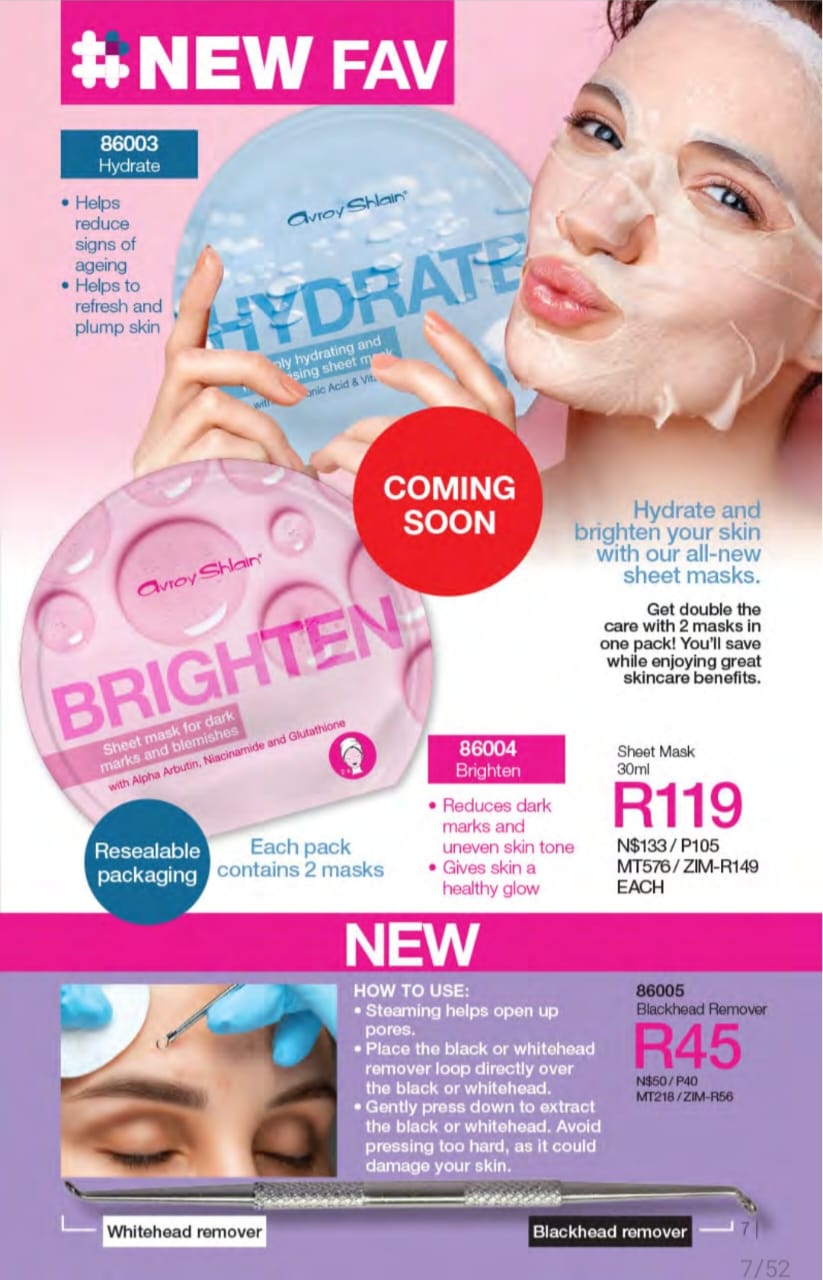 NEW FAV
86003
Hydrate
• Helps
reduce
signs of
ageing
• Helps to
refresh and
plump skin
avroy Shlain
HYDRATE
hydrating and
sheet
Acid &
COMING
SOON
Hydrate and
brighten your skin
with our all-new
sheet masks.
Get double the
care with 2 masks in
one pack! You'll save
while enjoying great
skincare benefits.
avroy Shlain
BRIGHTEN
Sheet mask for dark
marks and blemishes
with Alpha Arbutin, Niacinamide and Glutathione
86004
Brighten
• Reduces dark
marks and
uneven skin tone
• Gives skin a
healthy glow
Sheet Mask
30ml
R119
N$133 / P105
MT576 / ZIM-R149
EACH
Resealable
packaging
Each pack
contains 2 masks
NEW
HOW TO USE:
• Steaming helps open up
pores.
• Place the black or whitehead
remover loop directly over
the black or whitehead.
• Gently press down to extract
the black or whitehead. Avoid
pressing too hard, as it could
damage your skin.
86005
Blackhead Remover
R45
N$50 / P40
MT218 / ZIM-R56
Whitehead remover
Blackhead remover
7 |
7/52